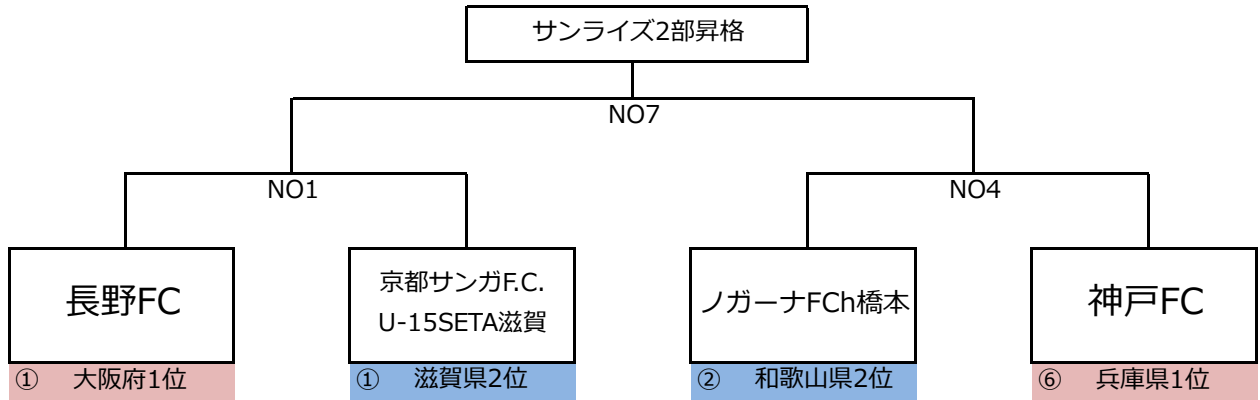 サンライズ2部昇格
NO7
NO1
NO4
長野FC
京都サンガF.C.
U-15SETA滋賀
ノガーナFCh橋本
神戸FC
① 大阪府1位
① 滋賀県2位
② 和歌山県2位
⑥ 兵庫県1位